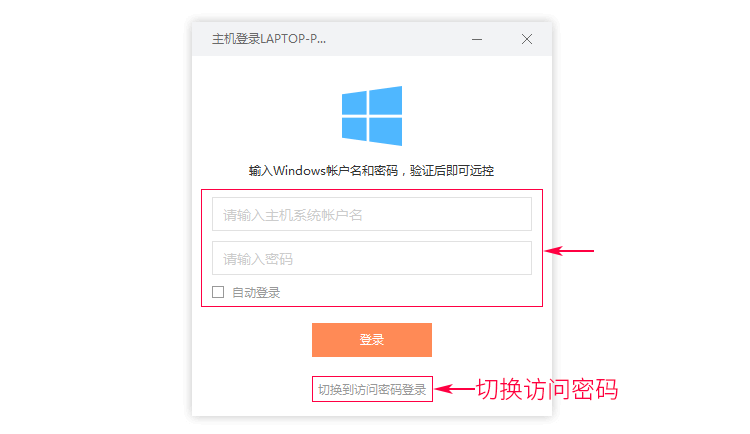 主机登录LAPTOP-P...
输入Windows帐户名和密码，验证后即可远控
请输入主机系统帐户名
请输入密码
自动登录
登录
切换到访问密码登录
切换访问密码